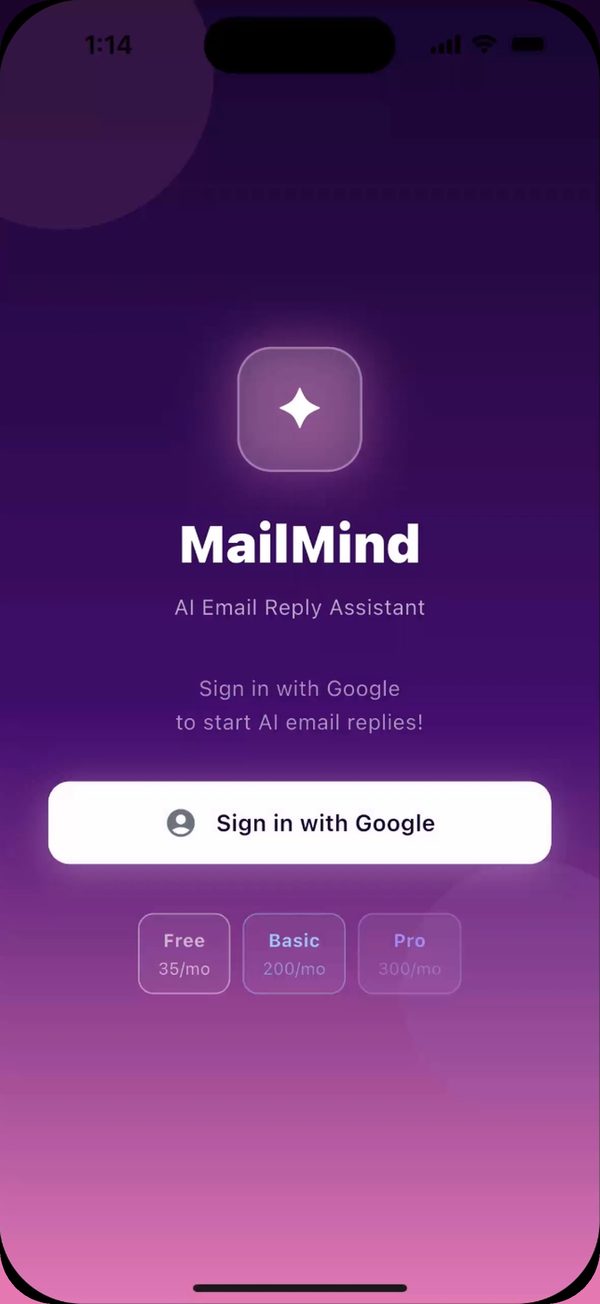 1:14
MailMind
AI Email Reply Assistant
Sign in with Google
to start AI email replies!
Sign in with Google
Free Basic Pro
35/mo 200/mo 300/mo